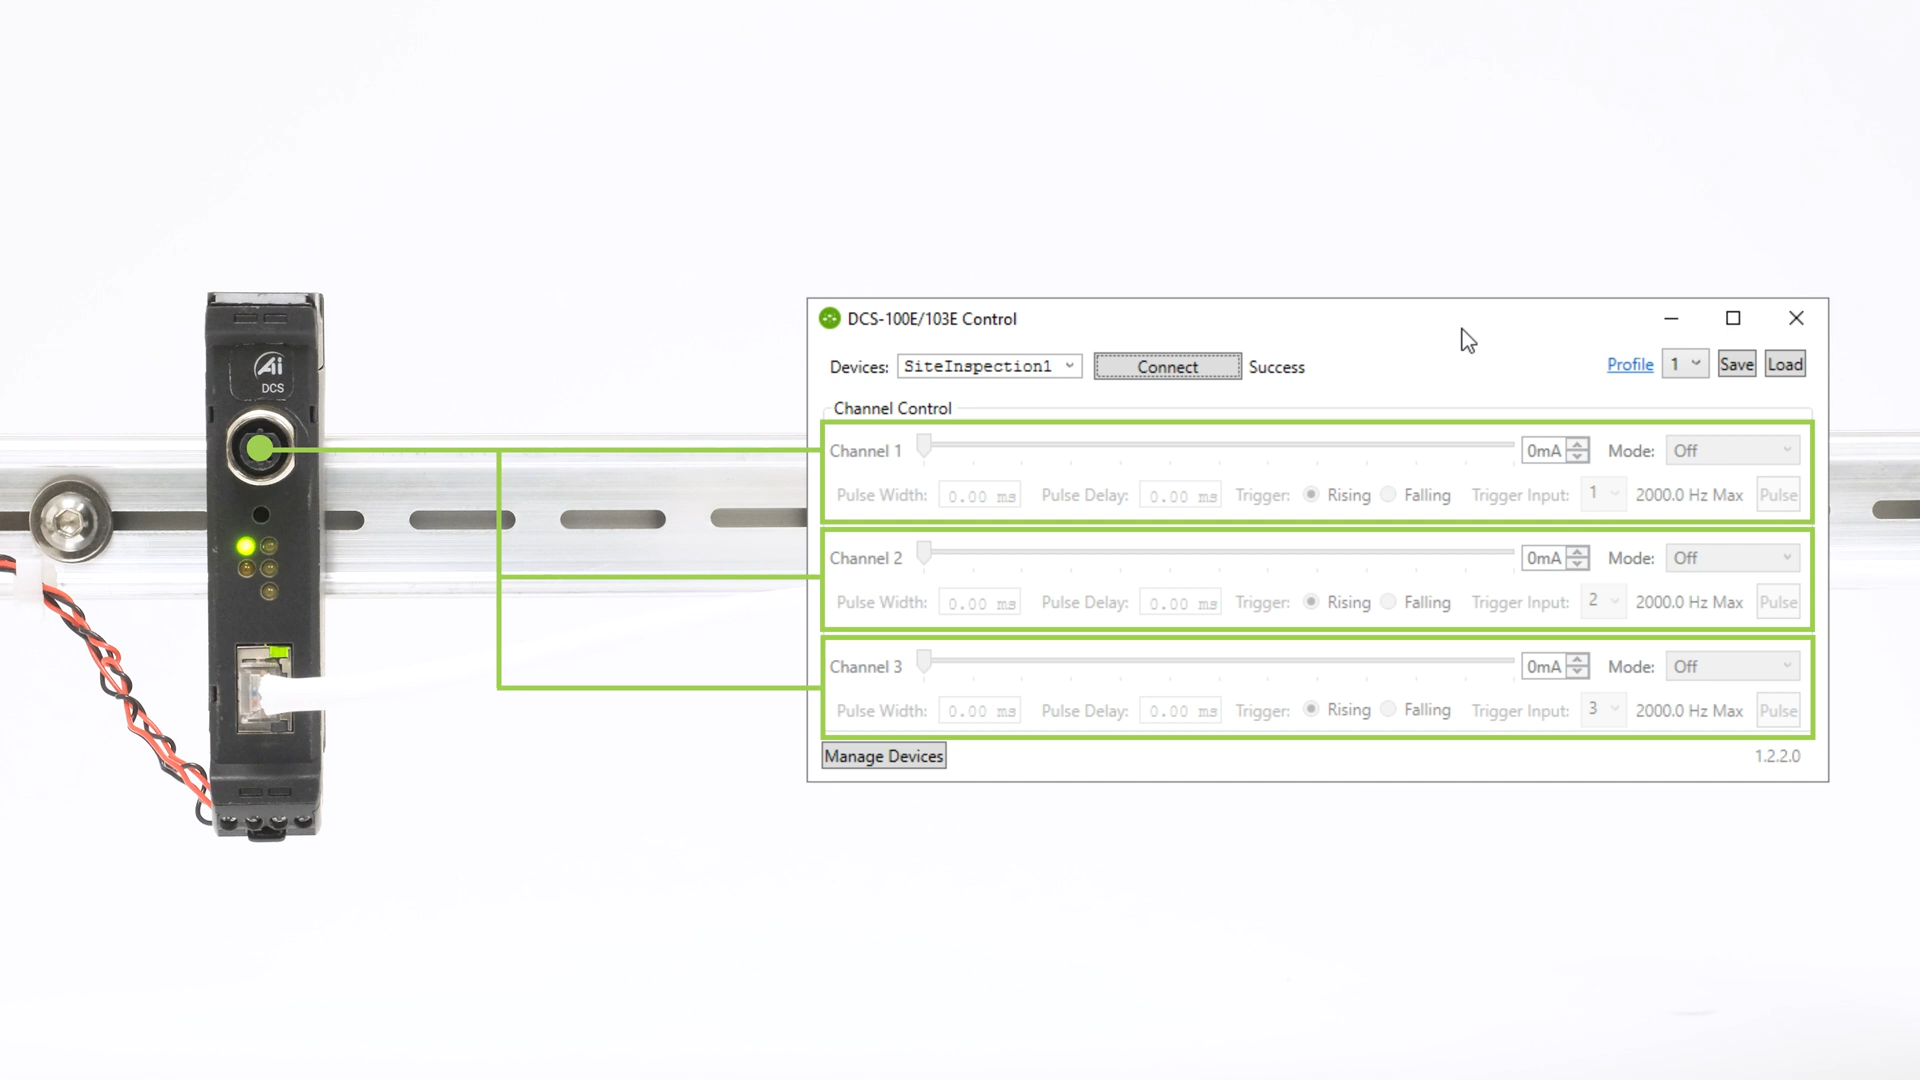 Ai
DCS
DCS-100E/103E Control
Devices: SiteInspection1 Connect Success Profile 1 Save Load
Channel Control
Channel 1 0mA Mode: Off
Pulse Width: 0.00 ms Pulse Delay: 0.00 ms Trigger: Rising Falling Trigger Input: 1 2000.0 Hz Max Pulse
Channel 2 0mA Mode: Off
Pulse Width: 0.00 ms Pulse Delay: 0.00 ms Trigger: Rising Falling Trigger Input: 2 2000.0 Hz Max Pulse
Channel 3 0mA Mode: Off
Pulse Width: 0.00 ms Pulse Delay: 0.00 ms Trigger: Rising Falling Trigger Input: 3 2000.0 Hz Max Pulse
Manage Devices 1.2.2.0